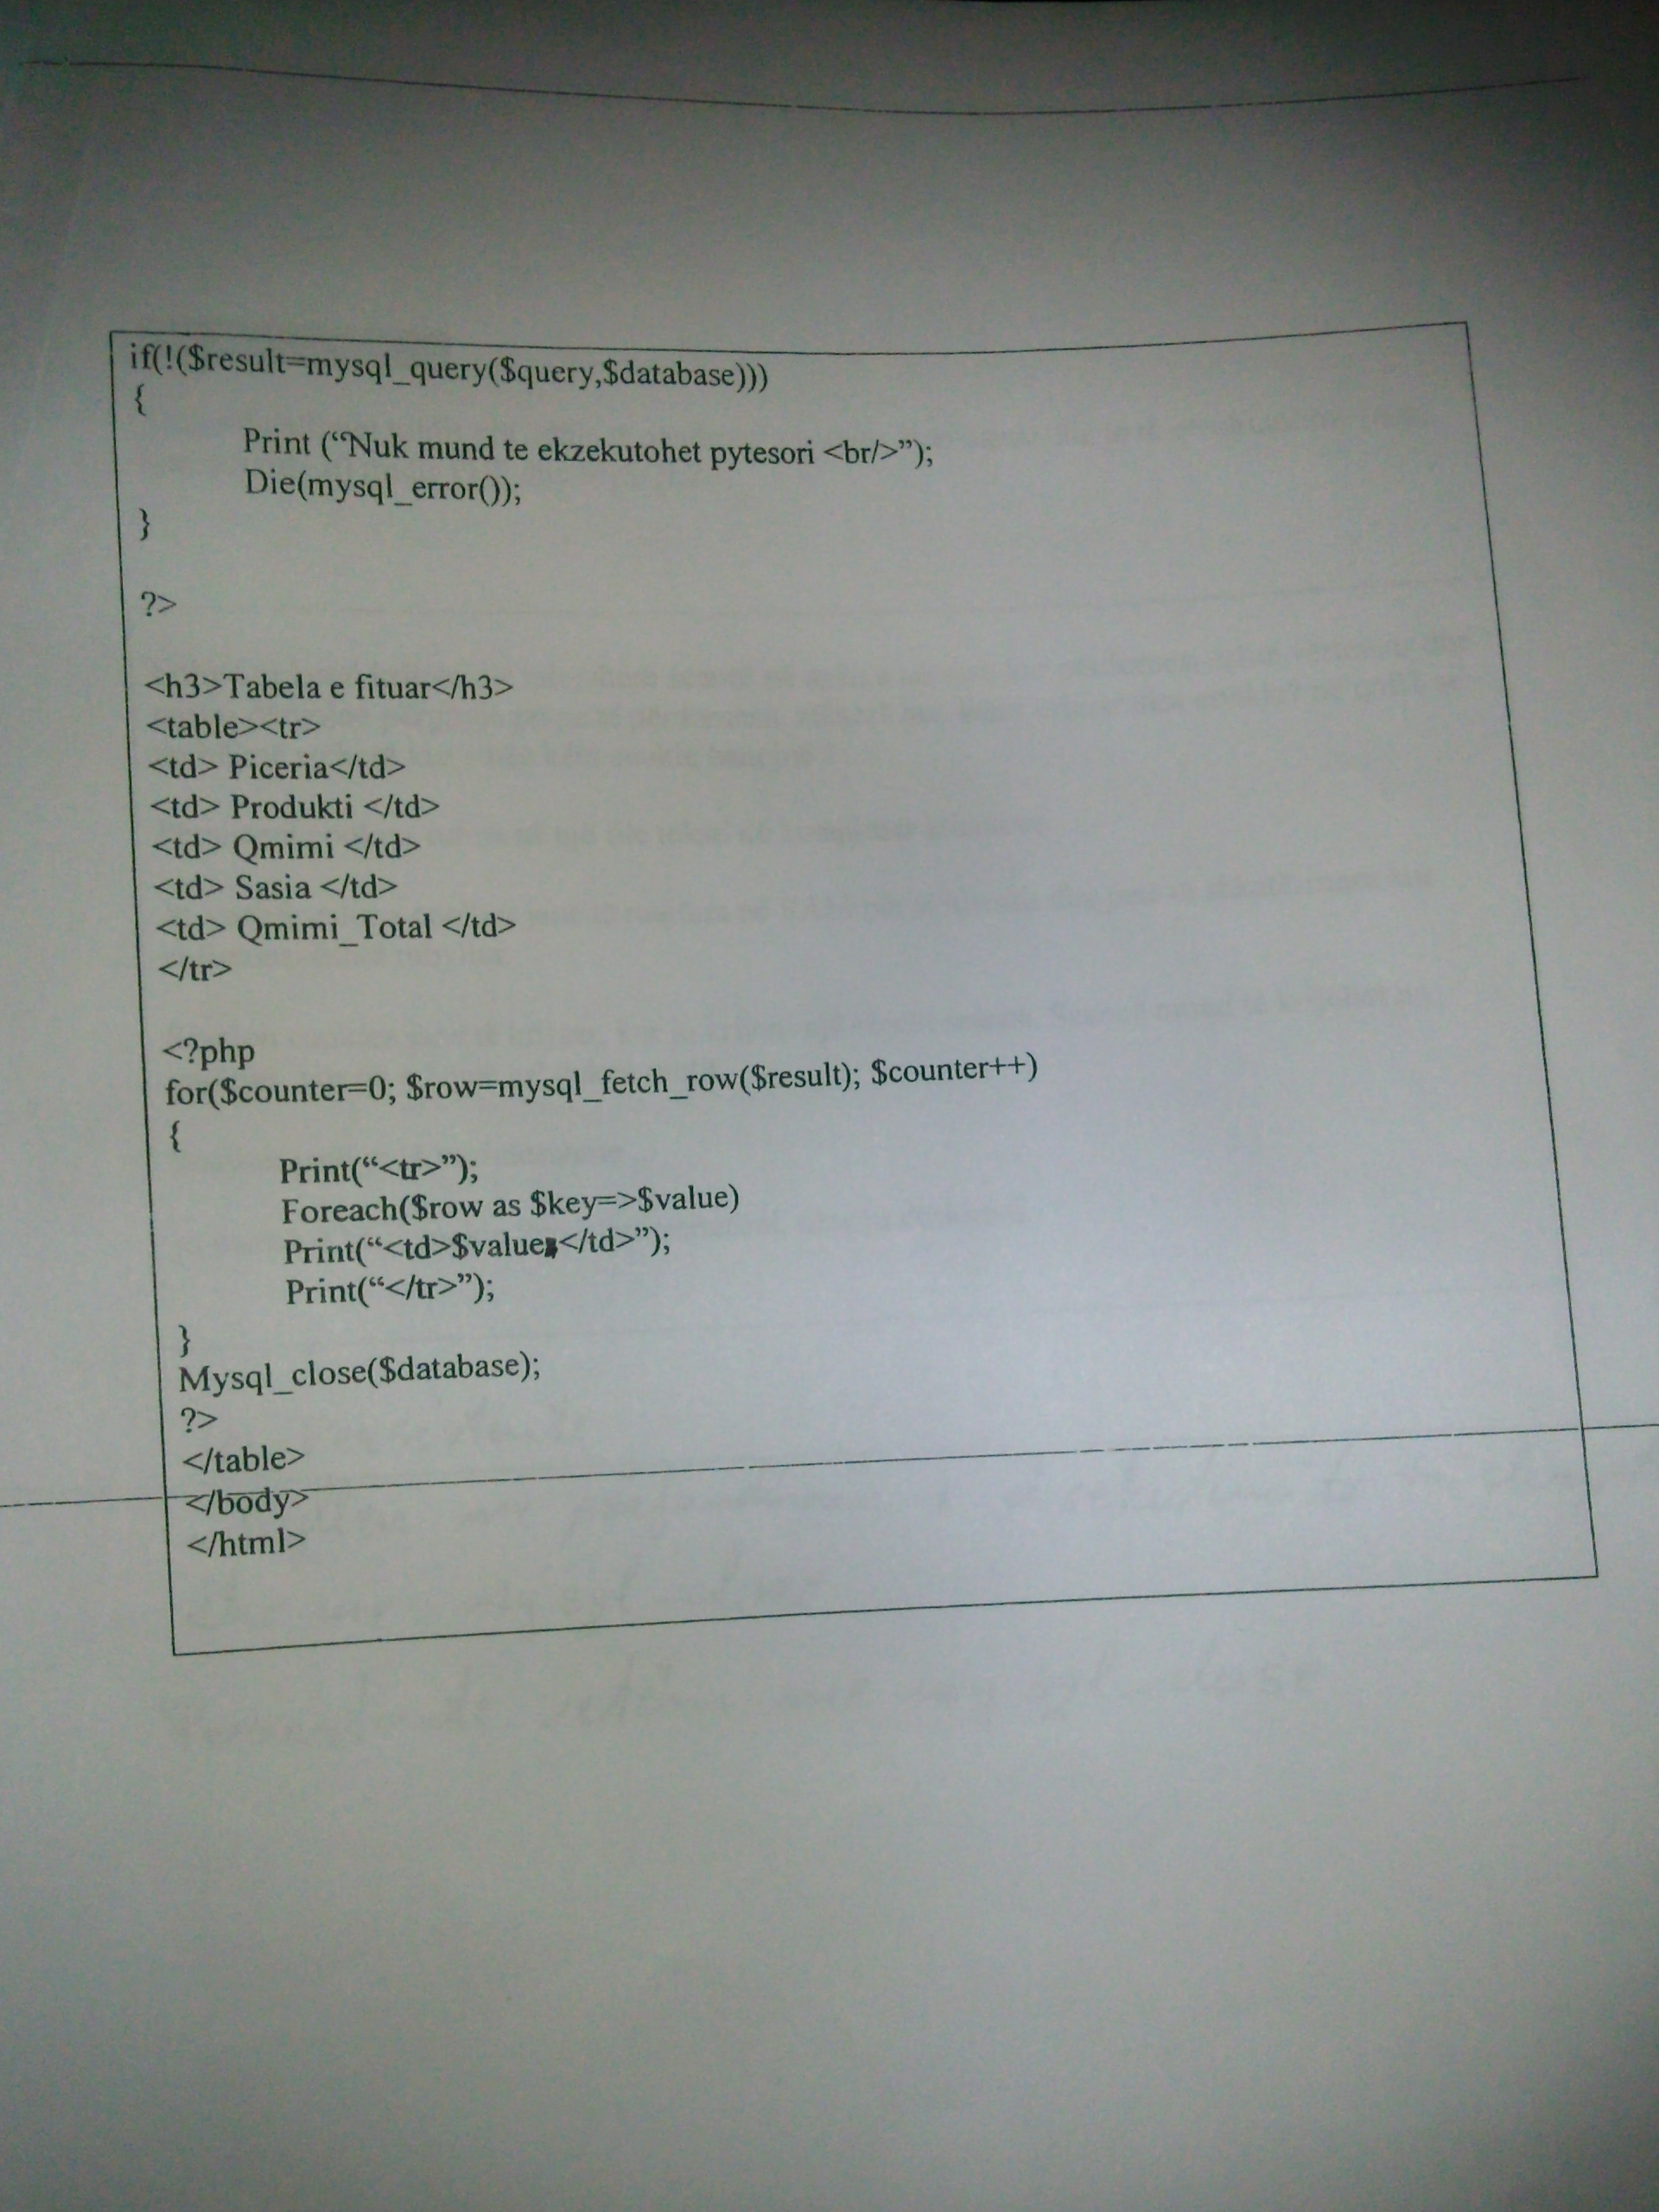 if(!($result=mysql_query($query,$database)))
{
Print (“Nuk mund te ekzekutohet pytesori <br/>”);
Die(mysql_error());
}
?>
<h3>Tabela e fituar</h3>
<table><tr>
<td> Piceria</td>
<td> Produkti </td>
<td> Qmimi </td>
<td> Sasia </td>
<td> Qmimi_Total </td>
</tr>
<?php
for($counter=0; $row=mysql_fetch_row($result); $counter++)
{
Print(“<tr>”);
Foreach($row as $key=>$value)
Print(“<td>$value</td>”);
Print(“</tr>”);
}
Mysql_close($database);
?>
</table>
</body>
</html>